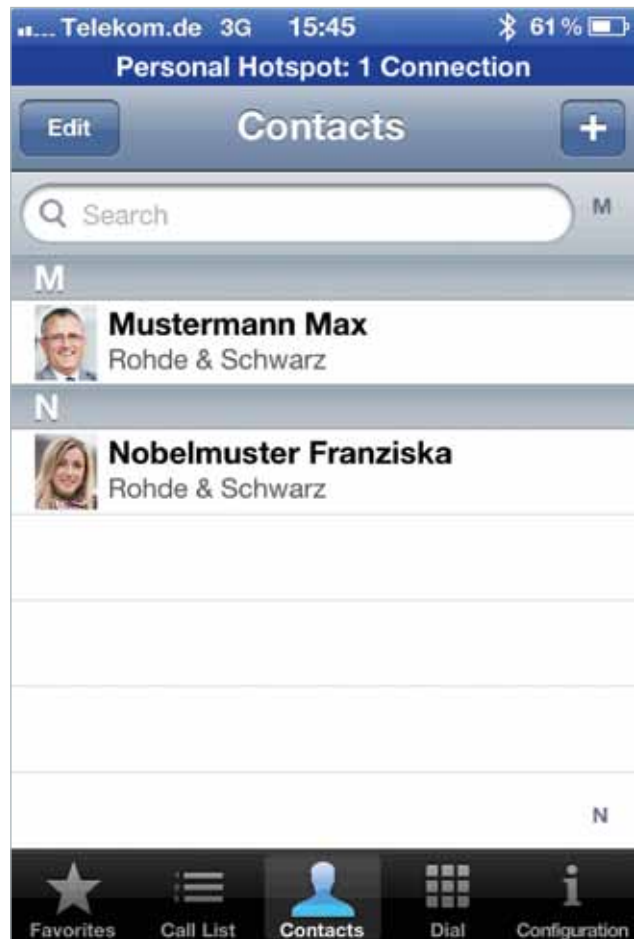 ... Telekom.de 3G 15:45 61%
Personal Hotspot: 1 Connection
Edit Contacts +
Search M
M
Mustermann Max
Rohde & Schwarz
N
Nobelmuster Franziska
Rohde & Schwarz
N
Favorites Call List Contacts Dial Configuration